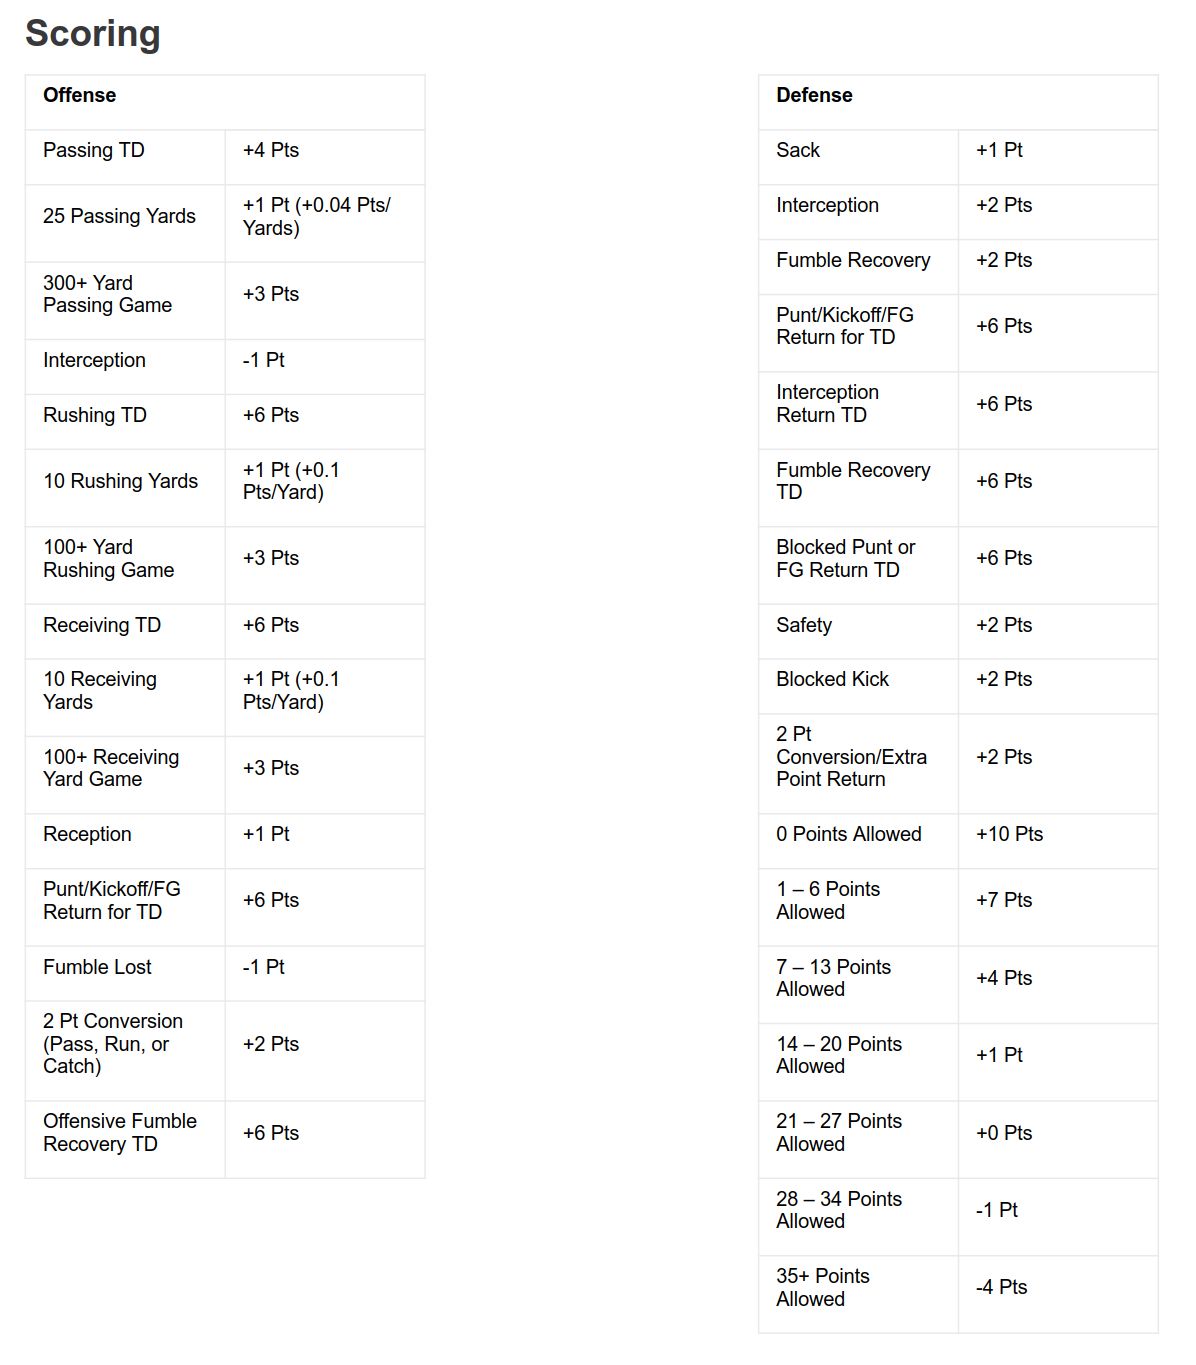 Scoring
Offense
Passing TD
+4 Pts
25 Passing Yards
+1 Pt (+0.04 Pts/
Yards)
300+ Yard
Passing Game
+3 Pts
Interception
-1 Pt
Rushing TD
+6 Pts
10 Rushing Yards
+1 Pt (+0.1
Pts/Yard)
100+ Yard
Rushing Game
+3 Pts
Receiving TD
+6 Pts
10 Receiving
Yards
+1 Pt (+0.1
Pts/Yard)
100+ Receiving
Yard Game
+3 Pts
Reception
+1 Pt
Punt/Kickoff/FG
Return for TD
+6 Pts
Fumble Lost
-1 Pt
2 Pt Conversion
(Pass, Run, or
Catch)
+2 Pts
Offensive Fumble
Recovery TD
+6 Pts
Defense
Sack
+1 Pt
Interception
+2 Pts
Fumble Recovery
+2 Pts
Punt/Kickoff/FG
Return for TD
+6 Pts
Interception
Return TD
+6 Pts
Fumble Recovery
TD
+6 Pts
Blocked Punt or
FG Return TD
+6 Pts
Safety
+2 Pts
Blocked Kick
+2 Pts
2 Pt
Conversion/Extra
Point Return
+2 Pts
0 Points Allowed
+10 Pts
1 – 6 Points
Allowed
+7 Pts
7 – 13 Points
Allowed
+4 Pts
14 – 20 Points
Allowed
+1 Pt
21 – 27 Points
Allowed
+0 Pts
28 – 34 Points
Allowed
-1 Pt
35+ Points
Allowed
-4 Pts